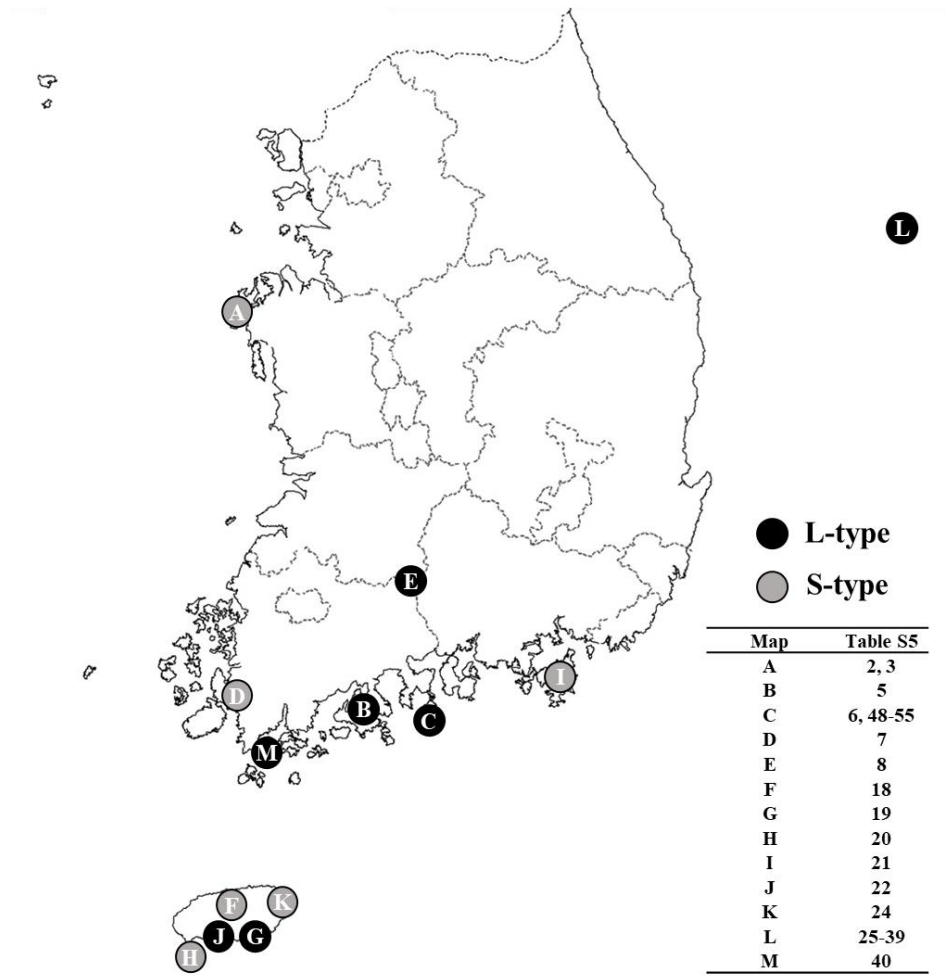 L
A
E
I
D
B
C
M
F
K
J
G
H
L-type
S-type
Map Table S5
A 2, 3
B 5
C 6, 48-55
D 7
E 8
F 18
G 19
H 20
I 21
J 22
K 24
L 25-39
M 40